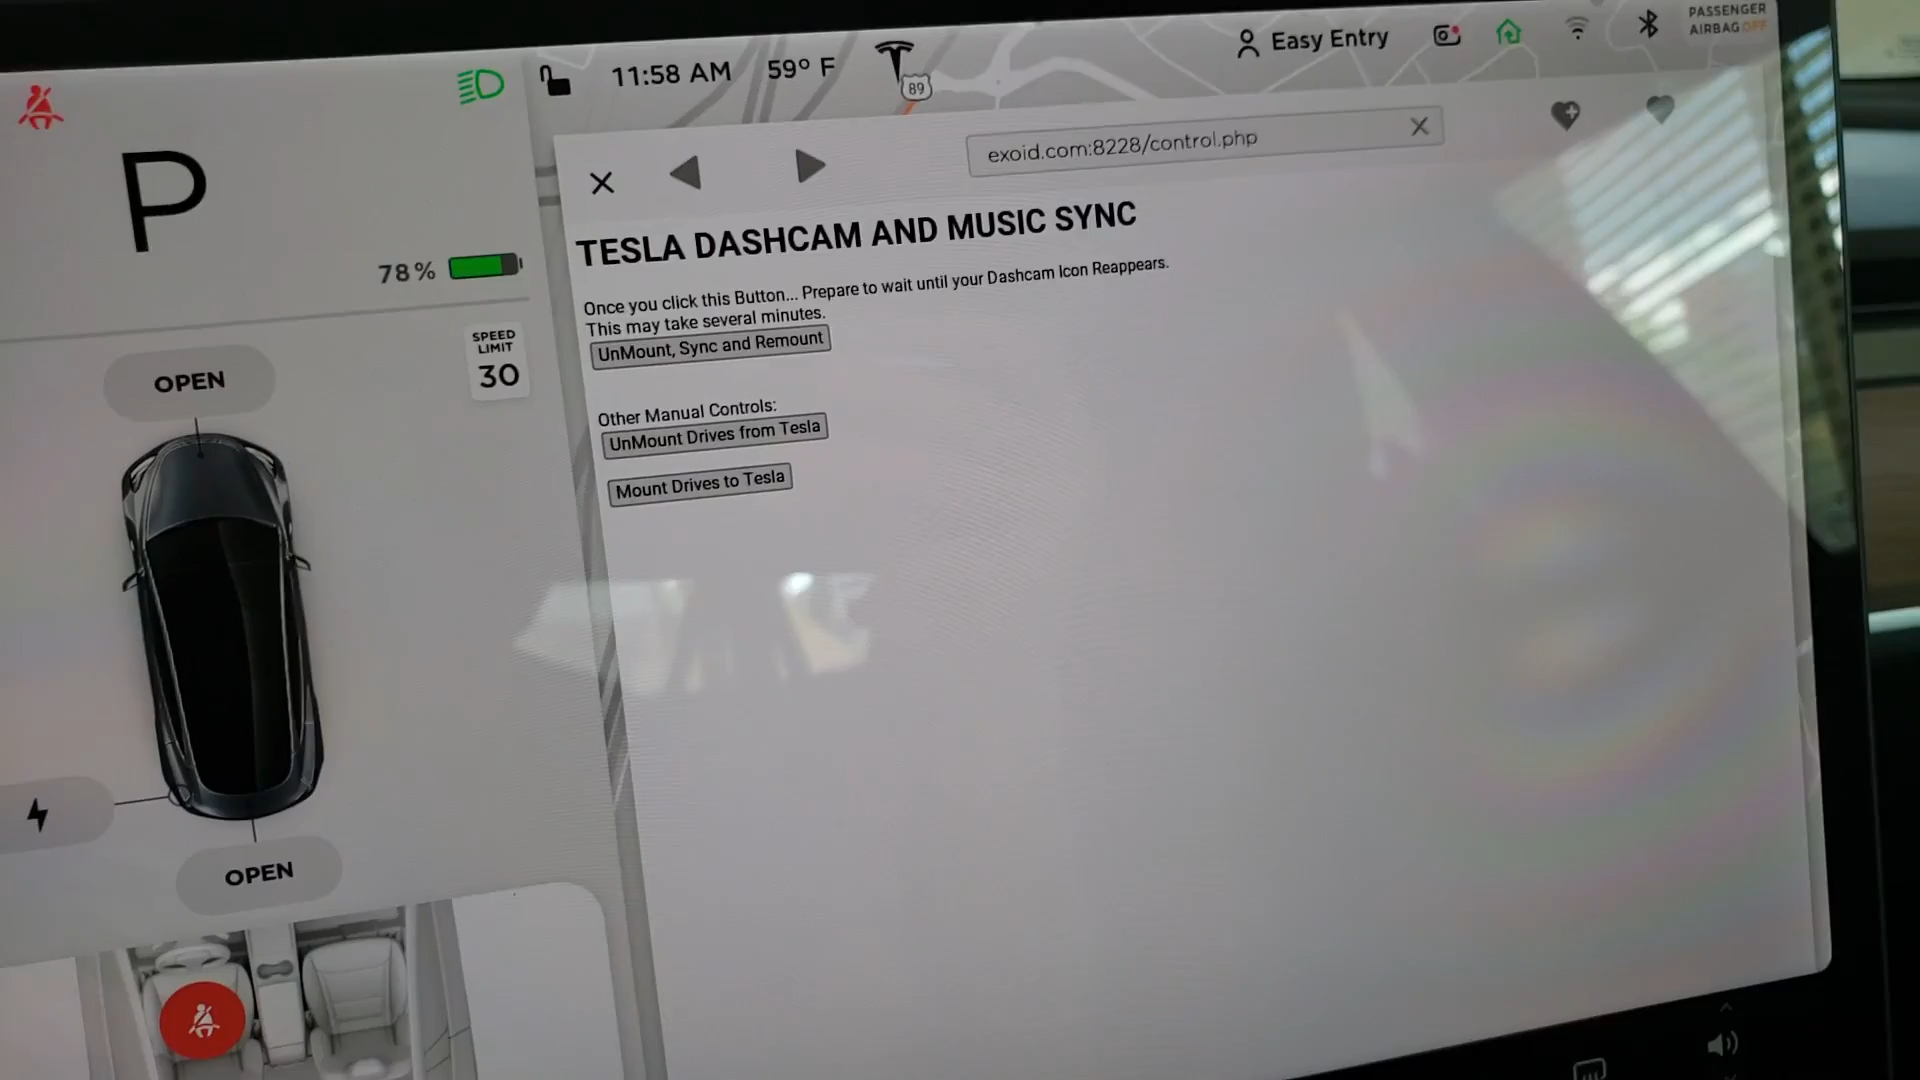 11:58 AM
59° F
89
Easy Entry
PASSENGER
AIRBAG OFF
P
78%
SPEED
LIMIT
30
OPEN
OPEN
exoid.com:8228/control.php
TESLA DASHCAM AND MUSIC SYNC
Once you click this Button... Prepare to wait until your Dashcam Icon Reappears.
This may take several minutes.
UnMount, Sync and Remount
Other Manual Controls:
UnMount Drives from Tesla
Mount Drives to Tesla